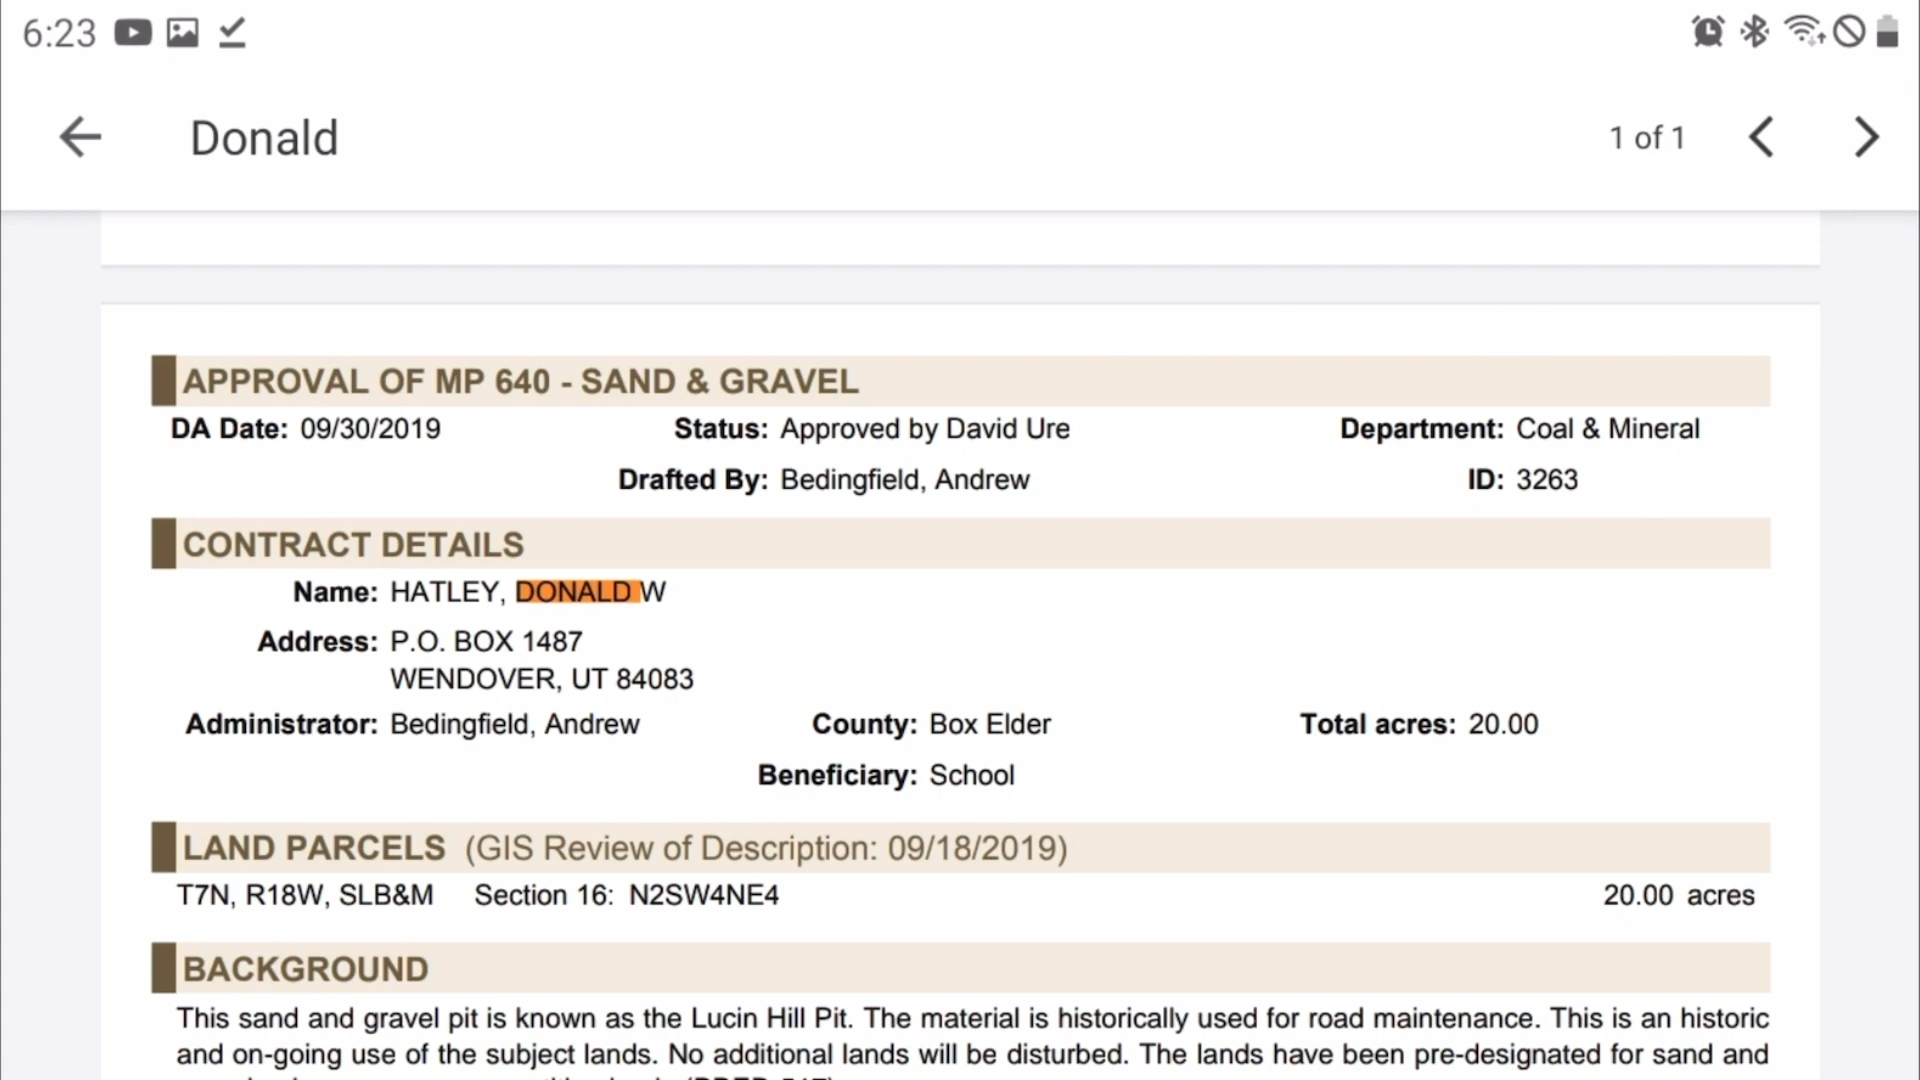 6:23
Donald
1 of 1
APPROVAL OF MP 640 - SAND & GRAVEL
DA Date: 09/30/2019 Status: Approved by David Ure Department: Coal & Mineral
Drafted By: Bedingfield, Andrew ID: 3263
CONTRACT DETAILS
Name: HATLEY, DONALD W
Address: P.O. BOX 1487
WENDOVER, UT 84083
Administrator: Bedingfield, Andrew County: Box Elder Total acres: 20.00
Beneficiary: School
LAND PARCELS (GIS Review of Description: 09/18/2019)
T7N, R18W, SLB&M Section 16: N2SW4NE4 20.00 acres
BACKGROUND
This sand and gravel pit is known as the Lucin Hill Pit. The material is historically used for road maintenance. This is an historic
and on-going use of the subject lands. No additional lands will be disturbed. The lands have been pre-designated for sand and